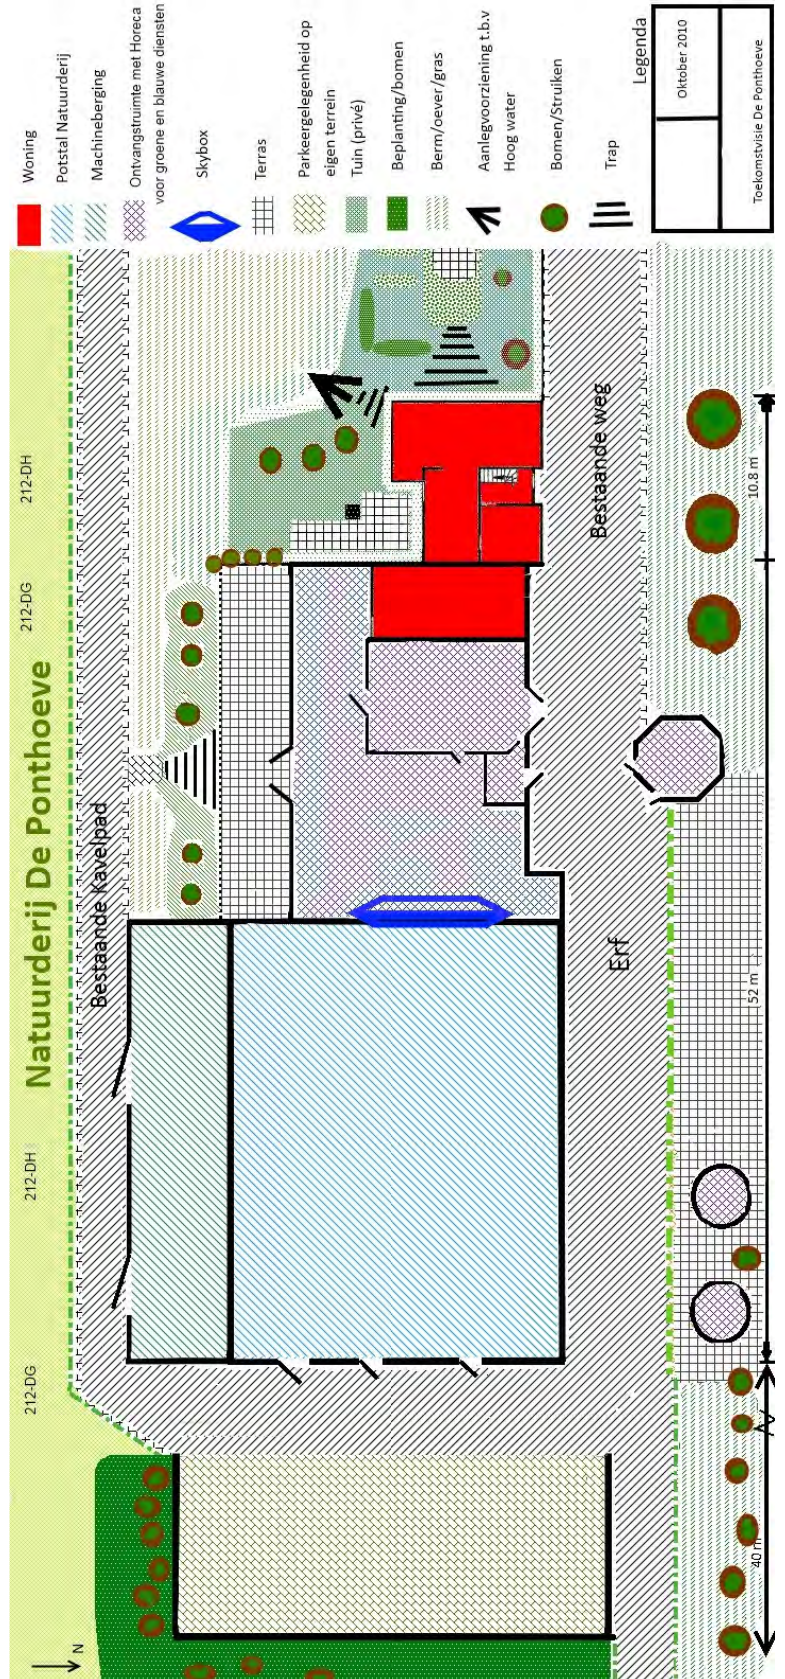 Natuurderij De Ponthoeve
212-DG
212-DH
212-DG
212-DH
Bestaande Kavelpad
Erf
Bestaande weg
40 m
52 m
10.8 m
N
Woning
Potstal Natuurderij
Machineberging
Ontvangstruimte met Horeca
voor groene en blauwe diensten
Skybox
Terras
Parkeergelegenheid op
eigen terrein
Tuin (privé)
Beplanting/bomen
Berm/oever/gras
Aanlegvoorziening t.b.v
Hoog water
Bomen/Struiken
Trap
Legenda
Oktober 2010
Toekomstvisie De Ponthoeve